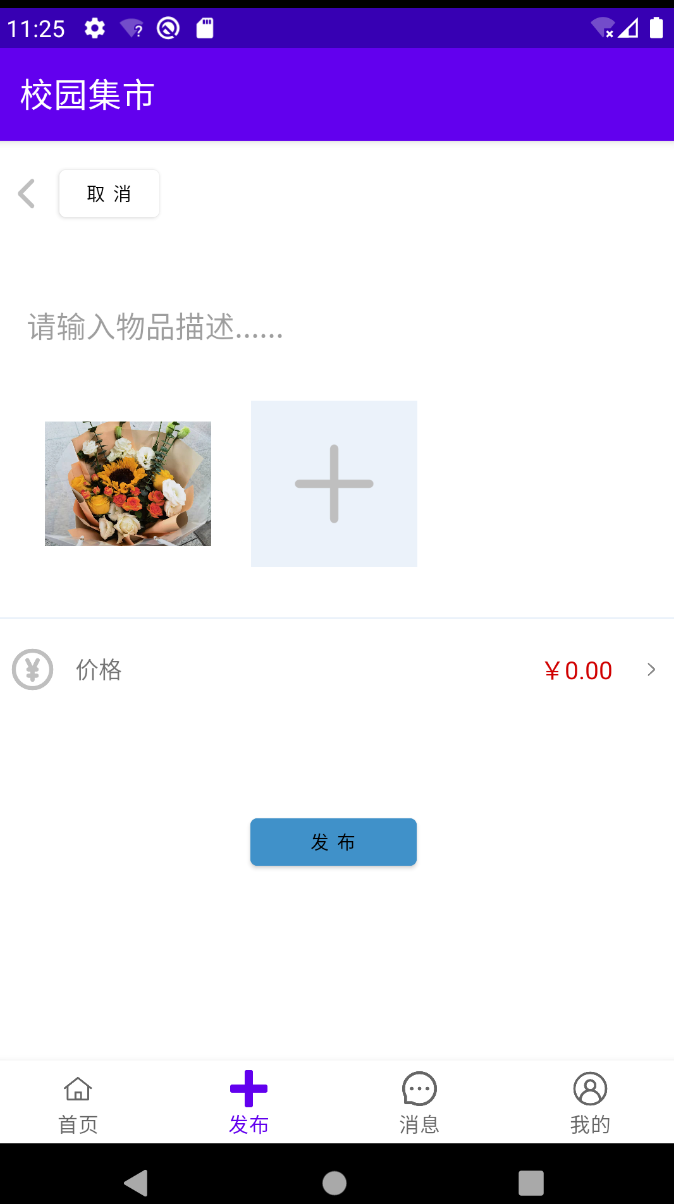 11:25
校园集市
取 消
请输入物品描述......
价格
￥0.00
发 布
首页
发布
消息
我的